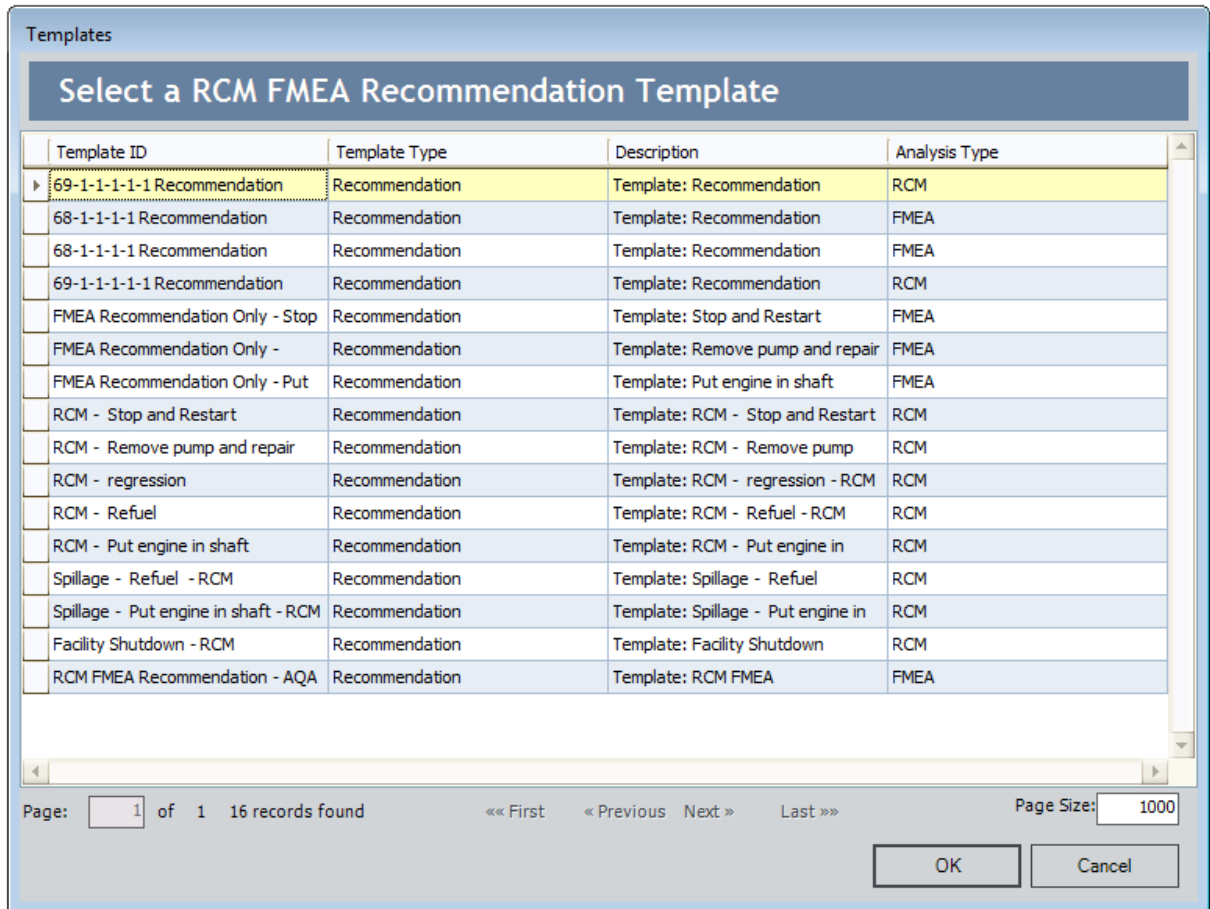 Templates
Select a RCM FMEA Recommendation Template
Template ID Template Type Description Analysis Type
69-1-1-1-1-1 Recommendation Recommendation Template: Recommendation RCM
68-1-1-1-1 Recommendation Recommendation Template: Recommendation FMEA
68-1-1-1-1 Recommendation Recommendation Template: Recommendation FMEA
69-1-1-1-1-1 Recommendation Recommendation Template: Recommendation RCM
FMEA Recommendation Only - Stop Recommendation Template: Stop and Restart FMEA
FMEA Recommendation Only - Recommendation Template: Remove pump and repair FMEA
FMEA Recommendation Only - Put Recommendation Template: Put engine in shaft FMEA
RCM - Stop and Restart Recommendation Template: RCM - Stop and Restart RCM
RCM - Remove pump and repair Recommendation Template: RCM - Remove pump RCM
RCM - regression Recommendation Template: RCM - regression - RCM RCM
RCM - Refuel Recommendation Template: RCM - Refuel - RCM RCM
RCM - Put engine in shaft Recommendation Template: RCM - Put engine in RCM
Spillage - Refuel - RCM Recommendation Template: Spillage - Refuel RCM
Spillage - Put engine in shaft - RCM Recommendation Template: Spillage - Put engine in RCM
Facility Shutdown - RCM Recommendation Template: Facility Shutdown RCM
RCM FMEA Recommendation - AQA Recommendation Template: RCM FMEA FMEA
Page: 1 of 1 16 records found «« First « Previous Next » Last »» Page Size: 1000
OK Cancel